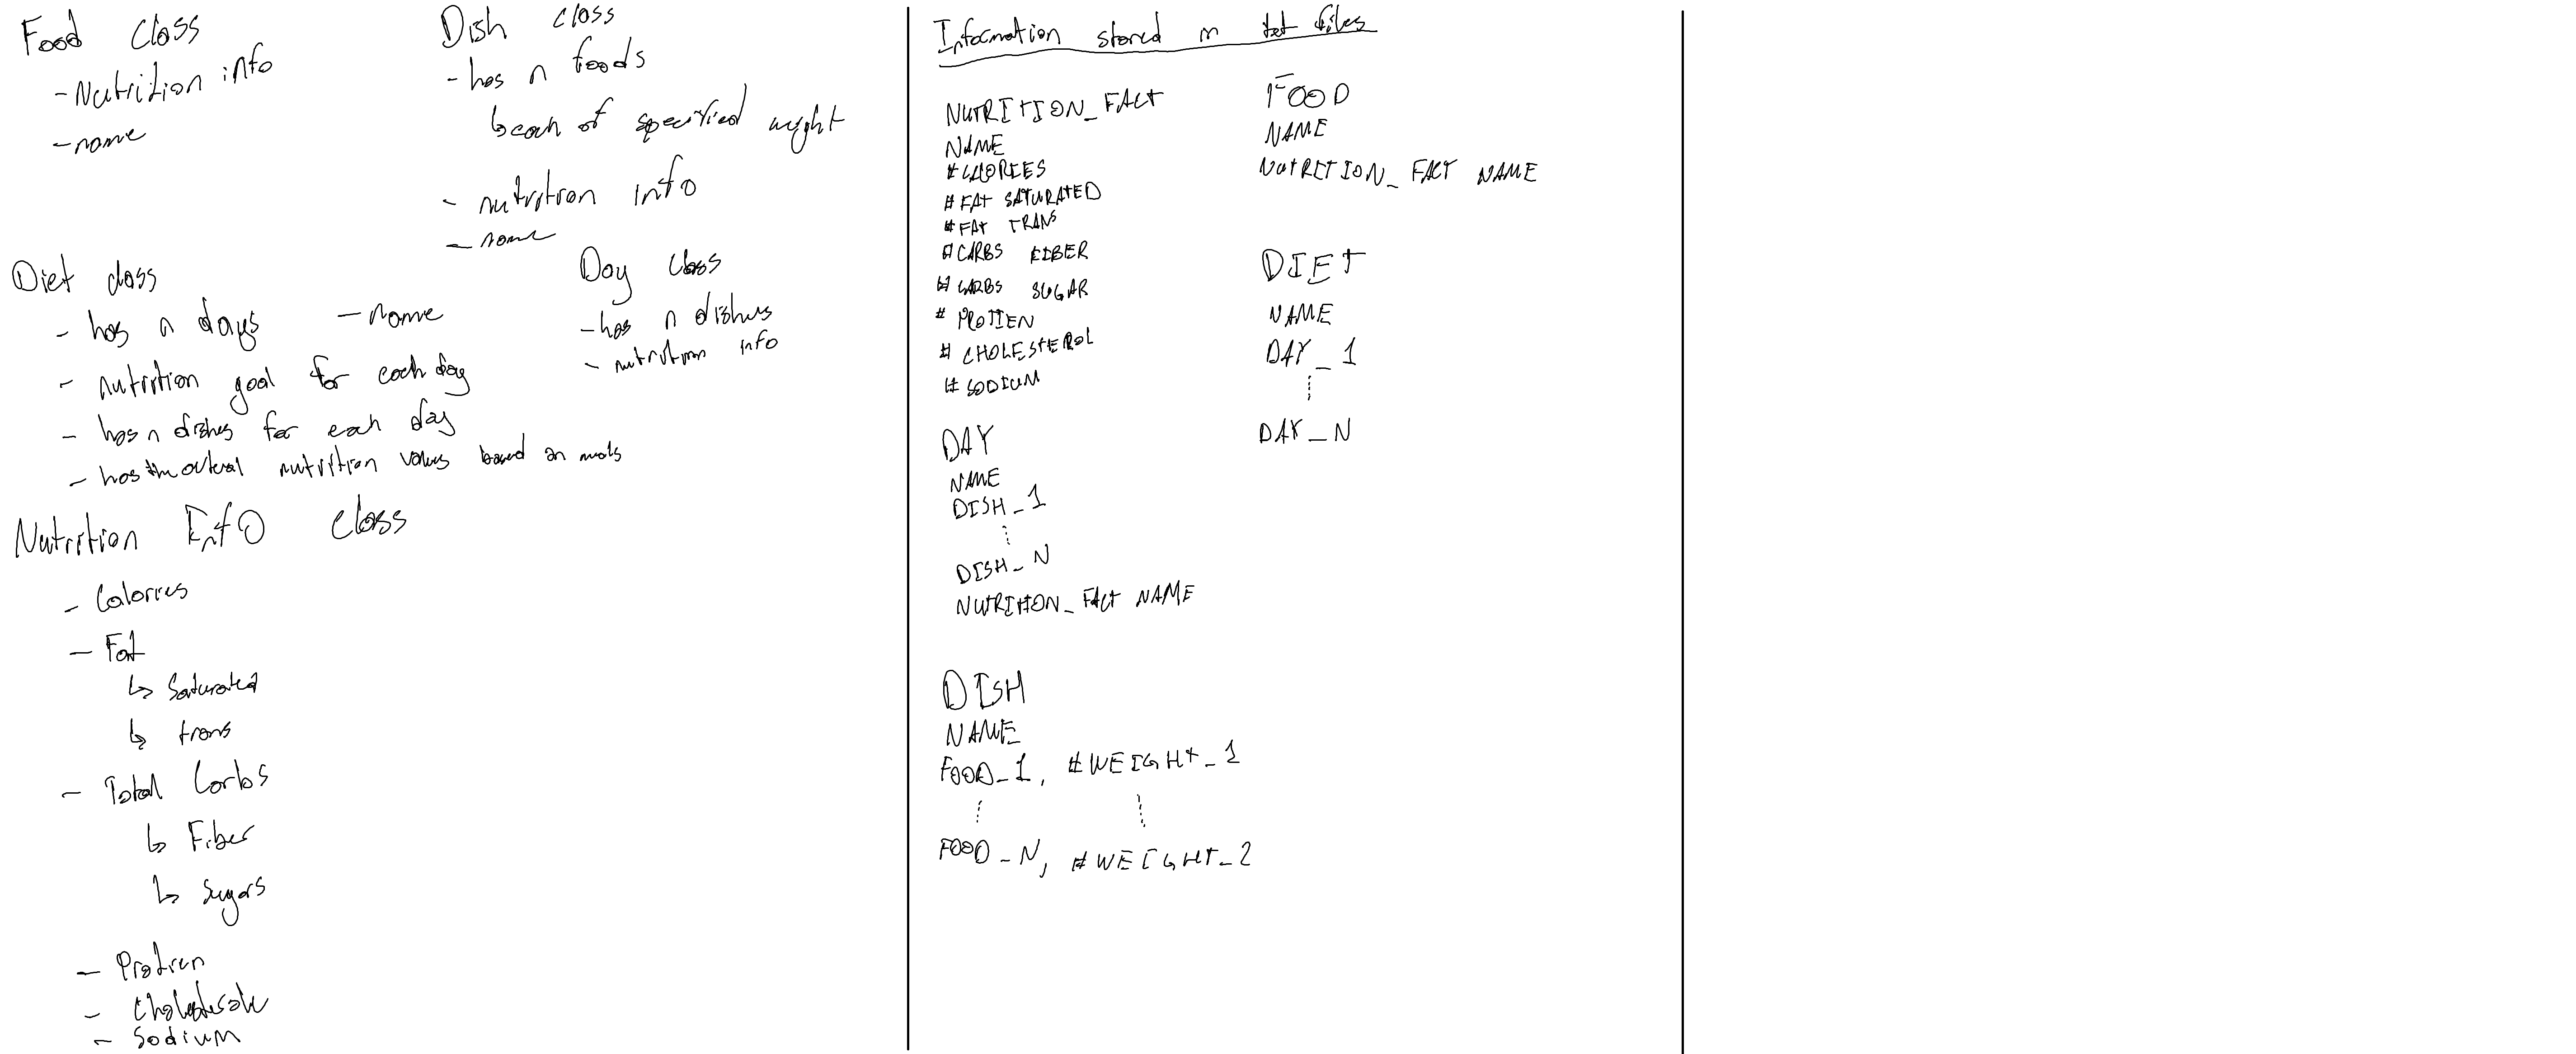 Food class
- Nutrition info
- name
Dish class
- has n foods
↳ each of specified weight
- nutrition info
- name
Diet class
- has n days
- name
- nutrition goal for each day
- has n dishes for each day
- has the actual nutrition values based on meals
Day class
- has n dishes
- nutrition info
Nutrition Info class
- Calories
- Fat
↳ Saturated
↳ trans
- Total Carbs
↳ Fiber
↳ Sugars
- Protien
-
- Sodium
Information stored in txt files
NUTRITION_FACT
NAME
#CALORIES
#FAT SATURATED
#FAT TRANS
#CARBS FIBER
#CARBS SUGAR
# PROTIEN
# CHOLESTEROL
# SODIUM
FOOD
NAME
NUTRITION_FACT NAME
DIET
NAME
DAY_1
DAY_N
DAY
NAME
DISH_1
DISH_N
NUTRITION_FACT NAME
DISH
NAME
FOOD_1, #WEIGHT_1
FOOD_N, #WEIGHT_2